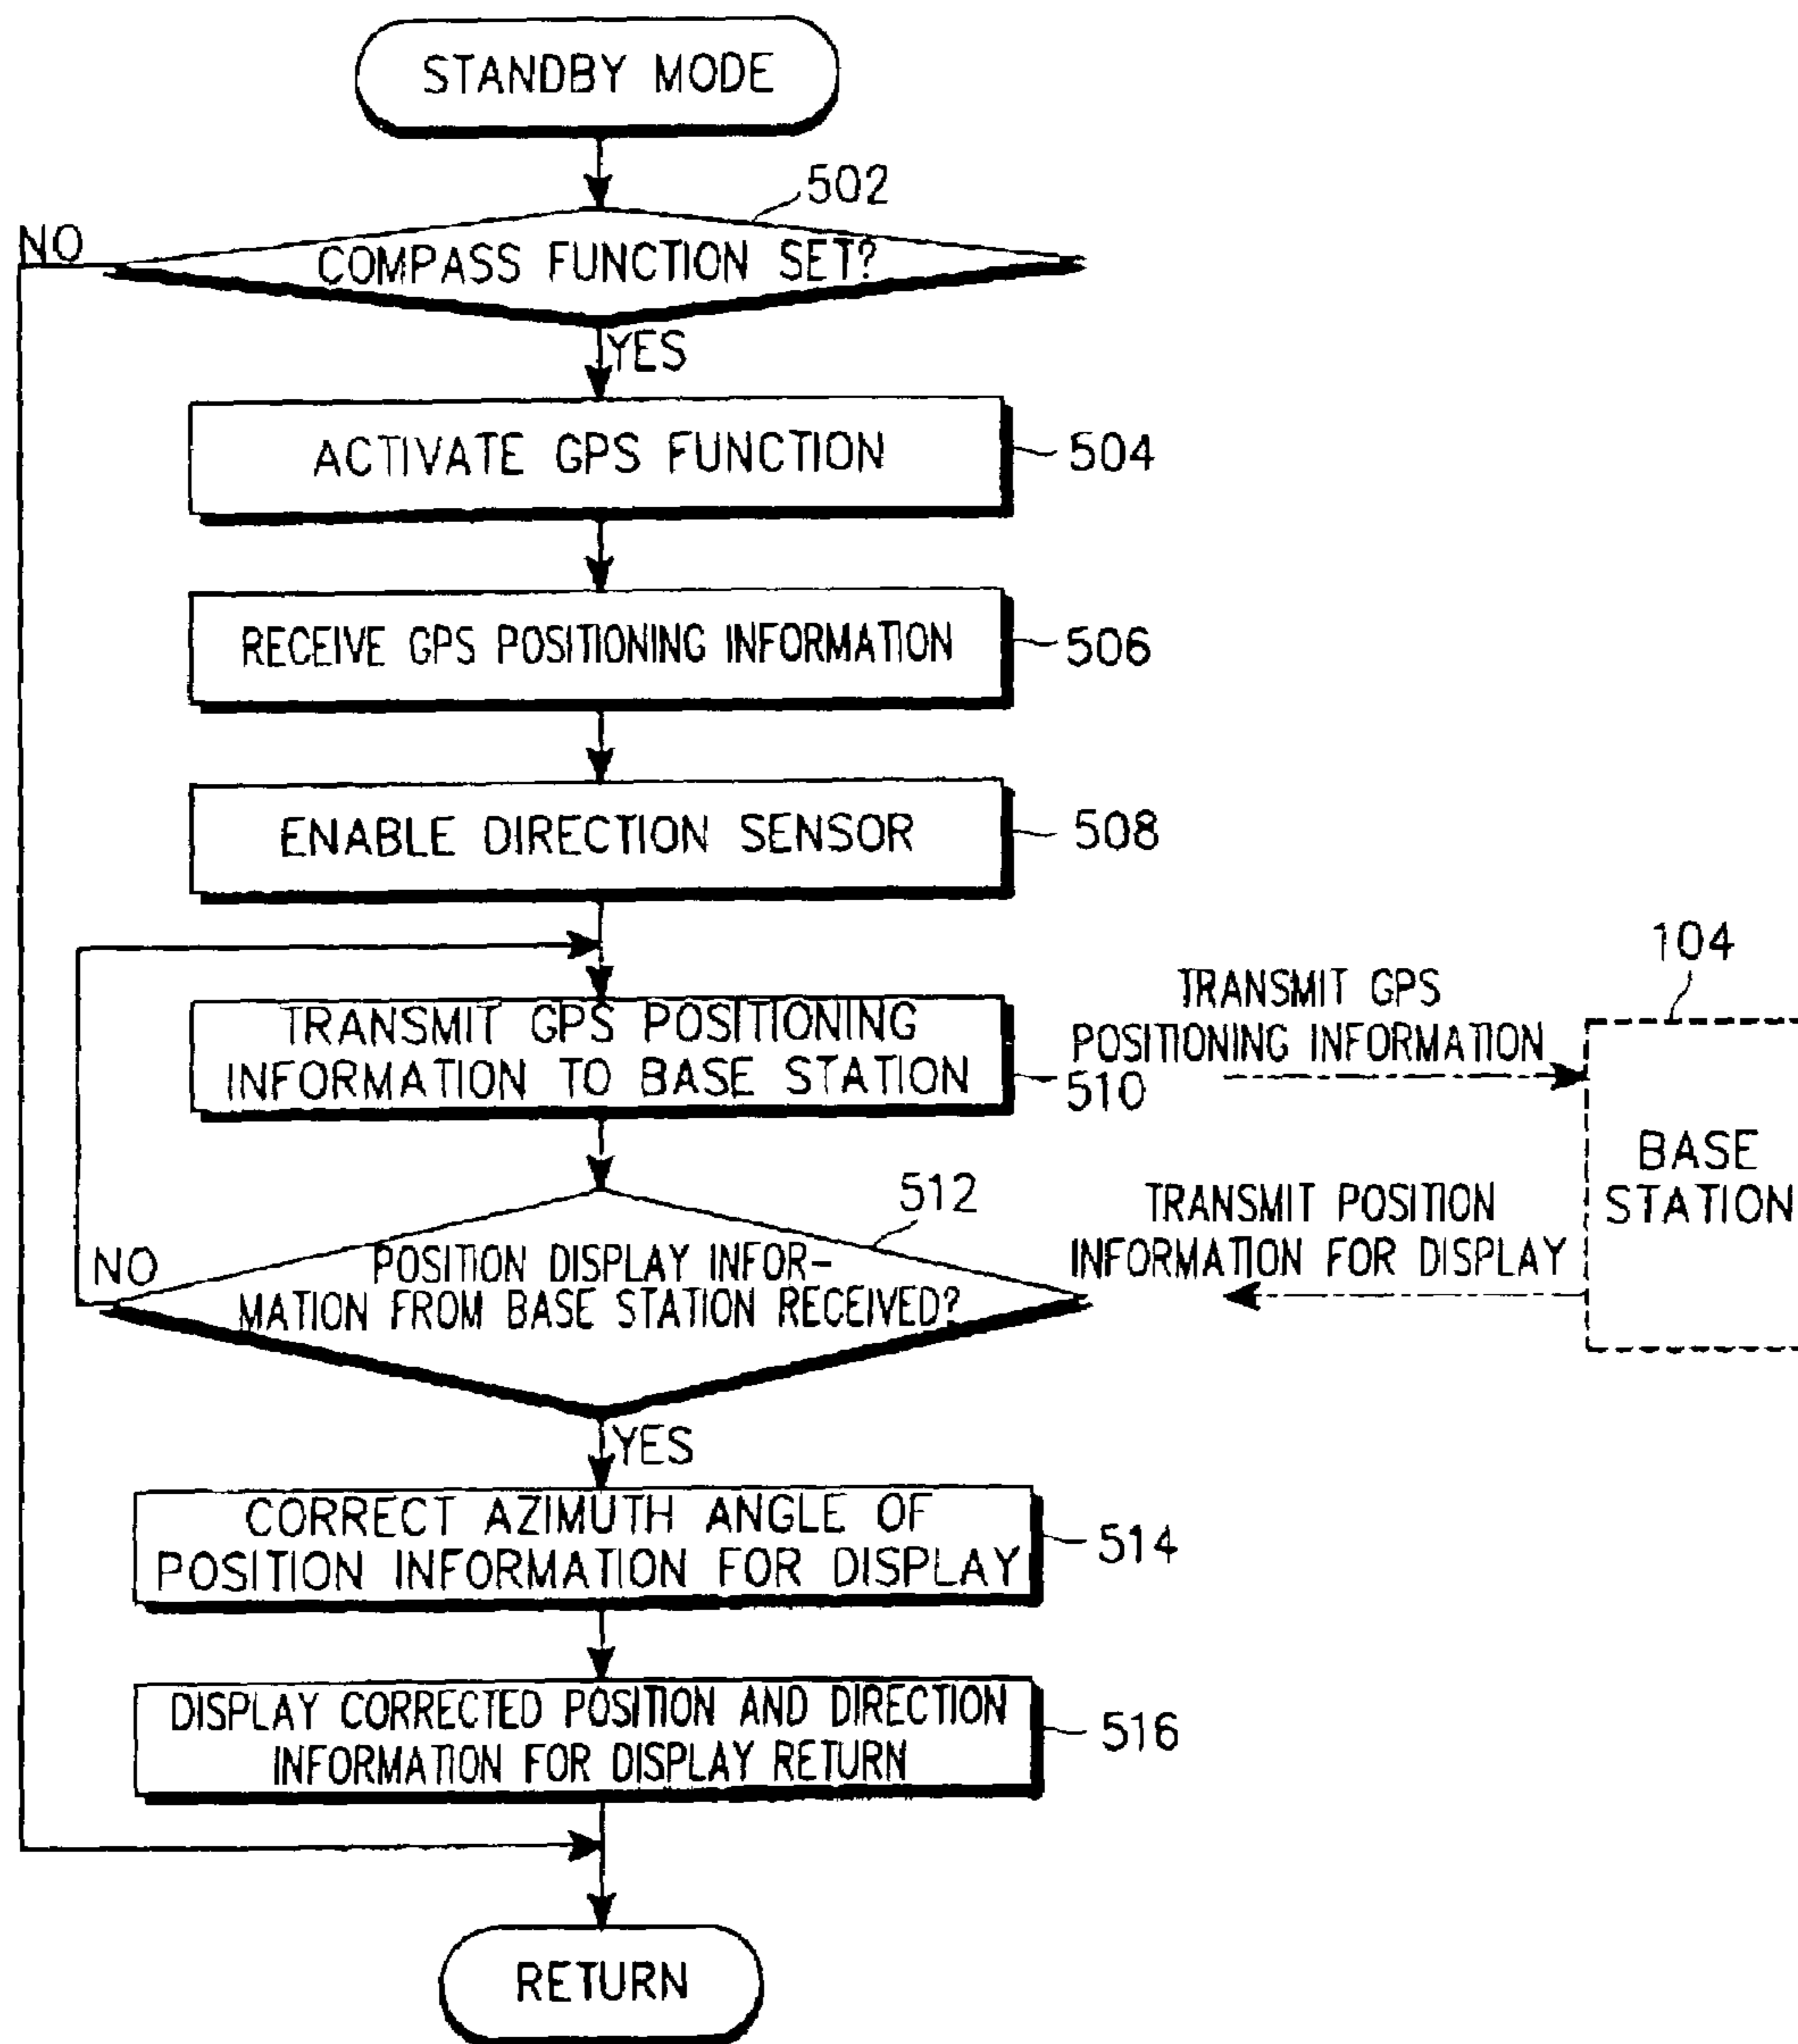 STANDBY MODE
502
NO
COMPASS FUNCTION SET?
YES
ACTIVATE GPS FUNCTION
504
RECEIVE GPS POSITIONING INFORMATION
506
ENABLE DIRECTION SENSOR
508
TRANSMIT GPS POSITIONING
INFORMATION TO BASE STATION
510
TRANSMIT GPS
POSITIONING INFORMATION
104
BASE
STATION
TRANSMIT POSITION
INFORMATION FOR DISPLAY
512
NO
POSITION DISPLAY INFOR-
MATION FROM BASE STATION RECEIVED?
YES
CORRECT AZIMUTH ANGLE OF
POSITION INFORMATION FOR DISPLAY
514
DISPLAY CORRECTED POSITION AND DIRECTION
INFORMATION FOR DISPLAY RETURN
516
RETURN